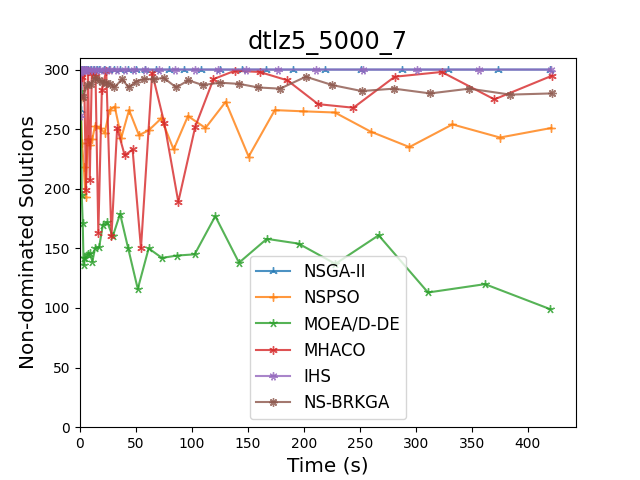 dtlz5_5000_7
Non-dominated Solutions
300
250
200
150
100
50
0
NSGA-II
NSPSO
MOEA/D-DE
MHACO
IHS
NS-BRKGA
0 50 100 150 200 250 300 350 400
Time (s)